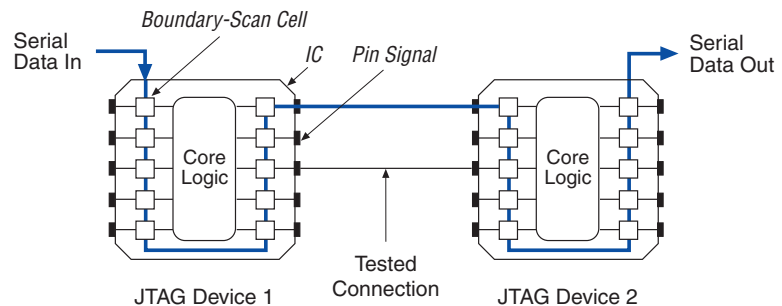 Boundary-Scan Cell
Serial
Data In
IC
Pin Signal
Serial
Data Out
Core
Logic
Core
Logic
Tested
Connection
JTAG Device 1
JTAG Device 2